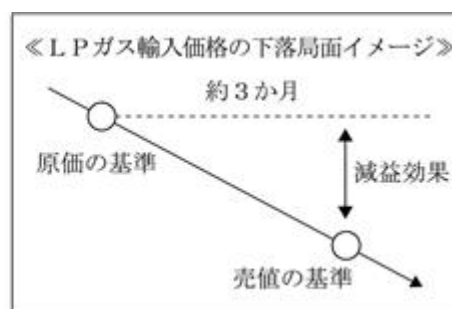 ≪ＬＰガス輸入価格の下落局面イメージ≫
約３か月
原価の基準
減益効果
売値の基準